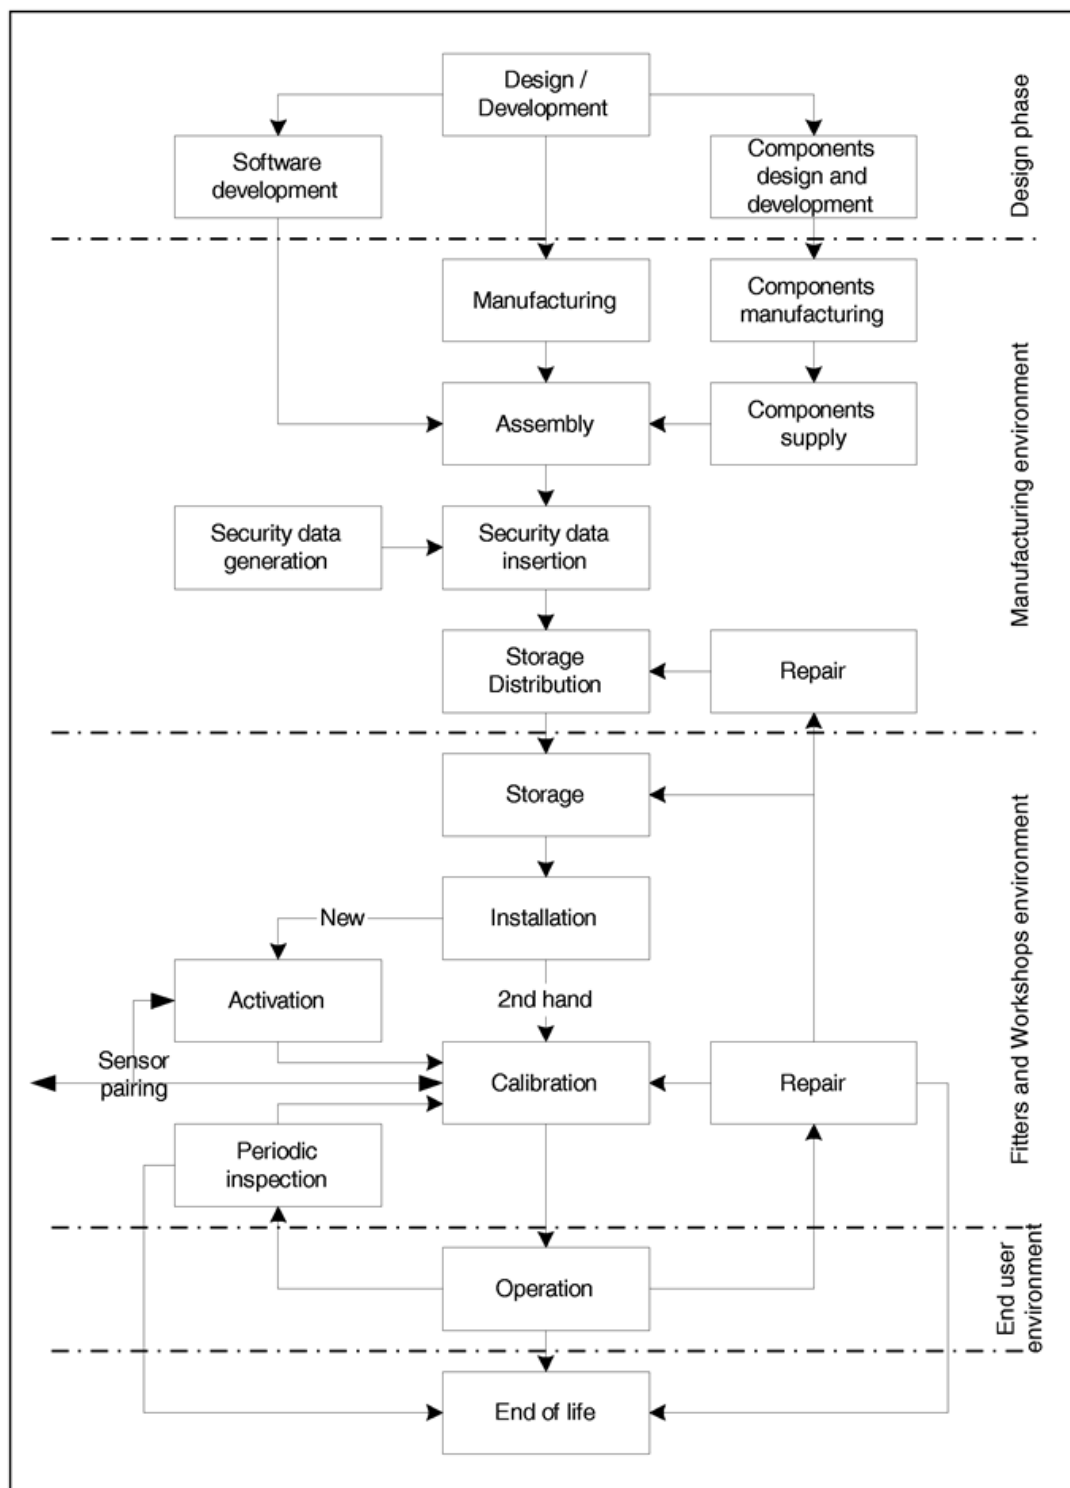 Design /
Development
Software
development
Components
design and
development
Design phase
Manufacturing
Components
manufacturing
Assembly
Components
supply
Manufacturing environment
Security data
generation
Security data
insertion
Storage
Distribution
Repair
Storage
Installation
New
Activation
2nd hand
Sensor
pairing
Calibration
Repair
Fitters and Workshops environment
Periodic
inspection
Operation
End user
environment
End of life